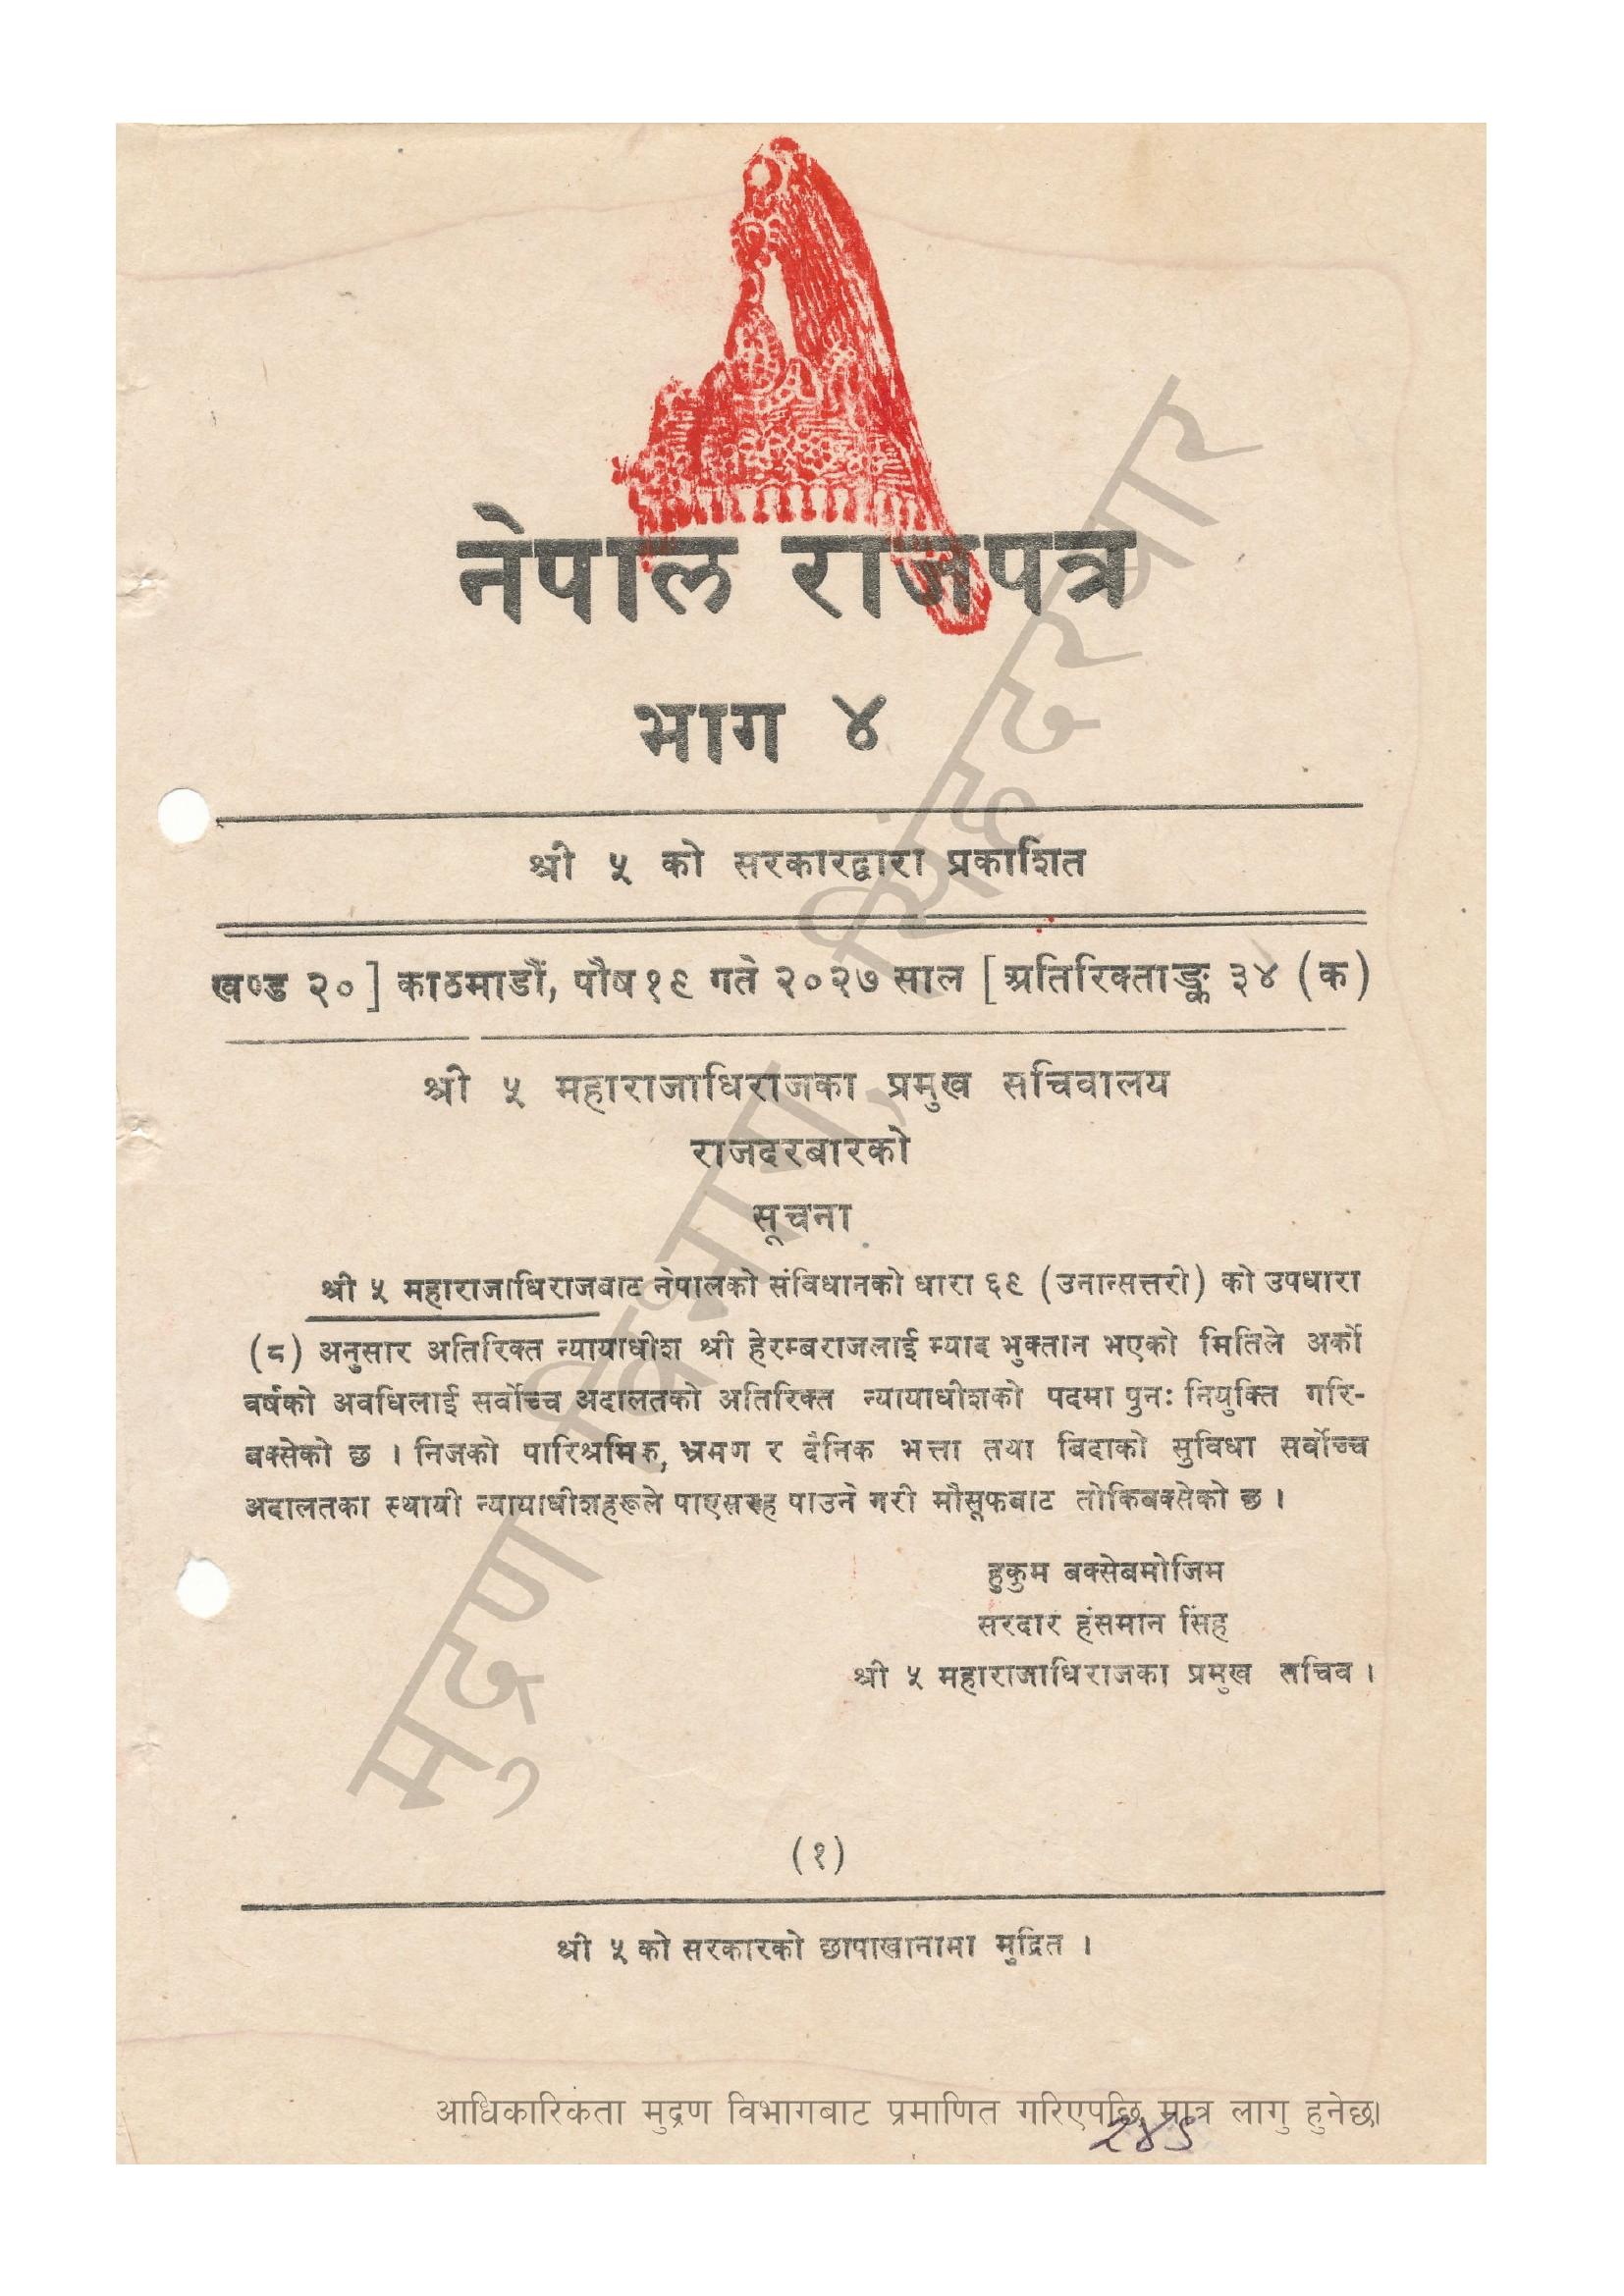 नेपाल राजपत्र
भाग ४
श्री ५ को सरकारद्वारा प्रकाशित
खण्ड २०] काठमाडौं, पौष १९ गते २०२७ साल [अतिरिक्ताङ्क ३४ (क)
श्री ५ महाराजाधिराजका प्रमुख सचिवालय
राजदरबारको
सूचना
श्री ५ महाराजाधिराजबाट नेपालको संविधानको धारा ६९ (उनान्सत्तरी) को उपधारा
(८) अनुसार अतिरिक्त न्यायाधीश श्री हेरम्बराजलाई म्याद भुक्तान भएको मितिले अर्को
वर्षको अवधिलाई सर्वोच्च अदालतको अतिरिक्त न्यायाधीशको पदमा पुनः नियुक्ति गरि-
बक्सेको छ । निजको पारिश्रमिक, भ्रमण र दैनिक भत्ता तथा बिदाको सुविधा सर्वोच्च
अदालतका स्थायी न्यायाधीशहरूले पाएसरह पाउने गरी मौसूफबाट तोकिबक्सेको छ ।
हुकुम बक्सेबमोजिम
सरदार हंसमान सिंह
श्री ५ महाराजाधिराजका प्रमुख सचिव ।
(१)
श्री ५ को सरकारको छापाखानामा मुद्रित ।
आधिकारिकता मुद्रण विभागबाट प्रमाणित गरिएपछि मात्र लागु हुनेछ।
मुद्रण विभाग, सिंहदरबार